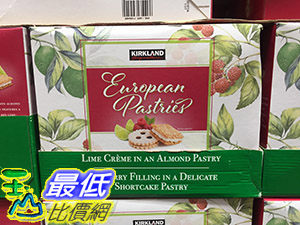 KIRKLAND
European
Pastries
LIME CRÈME IN AN ALMOND PASTRY
RRY FILLING IN A DELICATE
SHORTCAKE PASTRY
最低
比價網
KIRKLAND